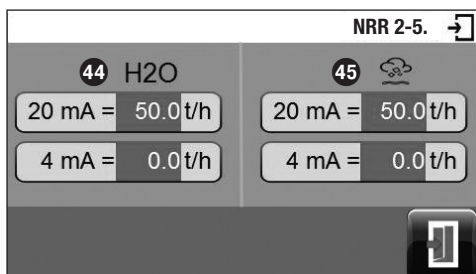 NRR 2-5.
44 H2O
20 mA = 50.0 t/h
4 mA = 0.0 t/h
45
20 mA = 50.0 t/h
4 mA = 0.0 t/h